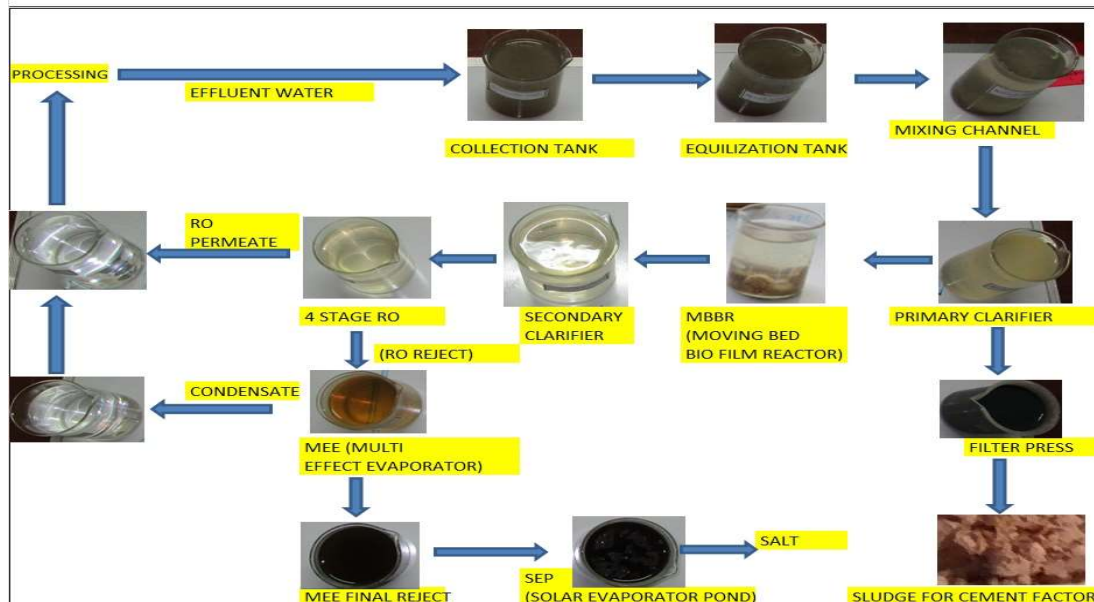 PROCESSING
EFFLUENT WATER
COLLECTION TANK
EQUILIZATION TANK
MIXING CHANNEL
RO
PERMEATE
4 STAGE RO
SECONDARY
CLARIFIER
MBBR
(MOVING BED
BIO FILM REACTOR)
PRIMARY CLARIFIER
(RO REJECT)
CONDENSATE
MEE (MULTI
EFFECT EVAPORATOR)
FILTER PRESS
MEE FINAL REJECT
SEP
(SOLAR EVAPORATOR POND)
SALT
SLUDGE FOR CEMENT FACTOR